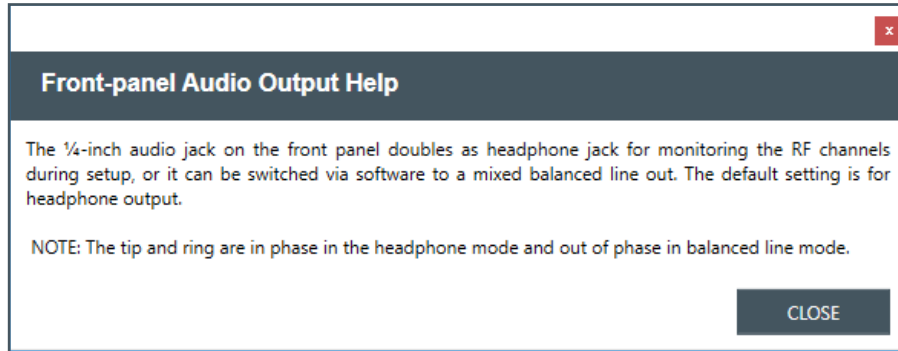 x
Front-panel Audio Output Help
The ¼-inch audio jack on the front panel doubles as headphone jack for monitoring the RF channels
during setup, or it can be switched via software to a mixed balanced line out. The default setting is for
headphone output.
NOTE: The tip and ring are in phase in the headphone mode and out of phase in balanced line mode.
CLOSE